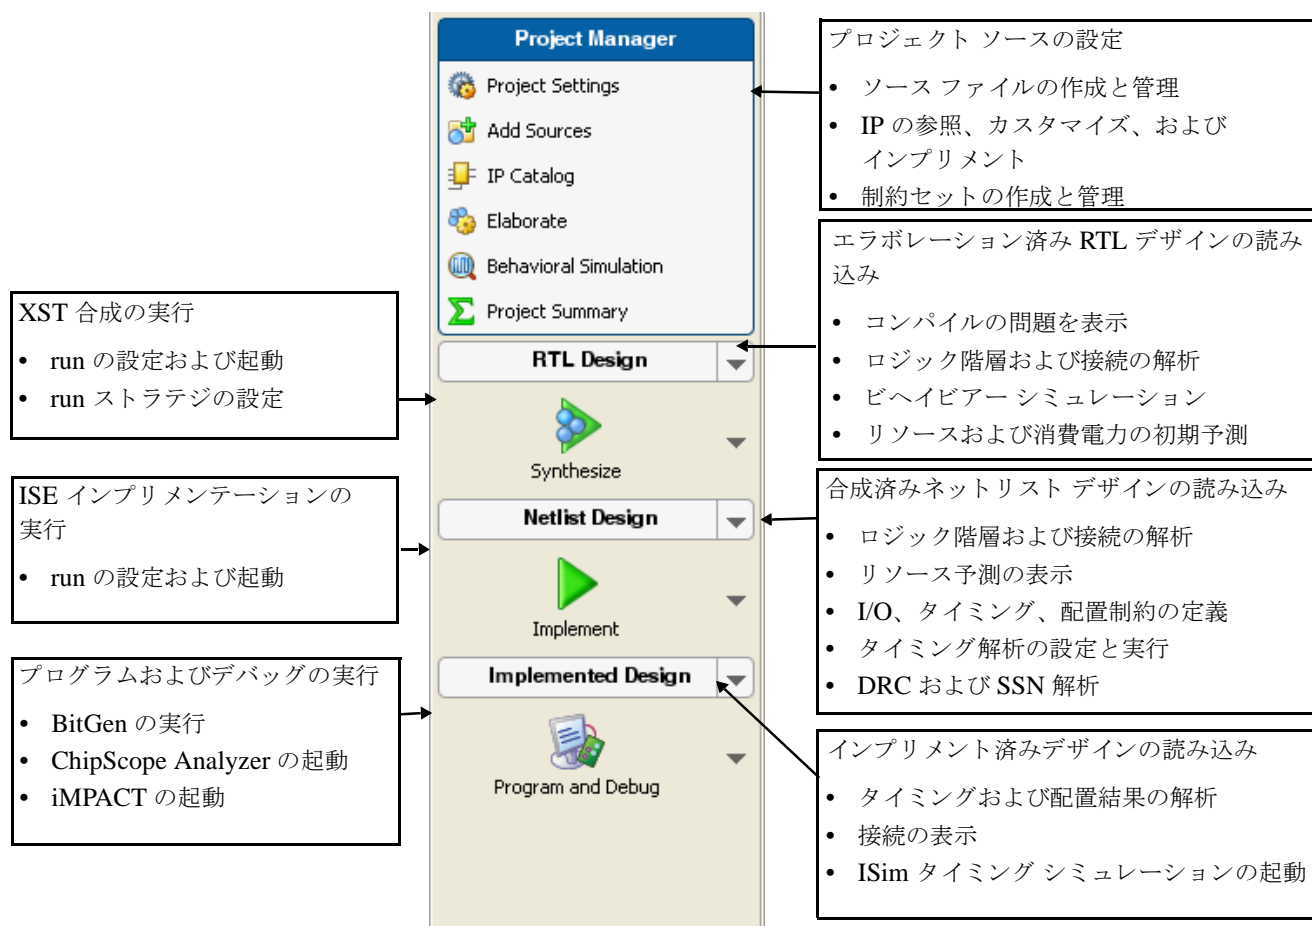 Project Manager
Project Settings
Add Sources
IP Catalog
Elaborate
Behavioral Simulation
Project Summary
RTL Design
Synthesize
Netlist Design
Implement
Implemented Design
Program and Debug
XST 合成の実行
• run の設定および起動
• run ストラテジの設定
ISE インプリメンテーションの
実行
• run の設定および起動
プログラムおよびデバッグの実行
• BitGen の実行
• ChipScope Analyzer の起動
• iMPACT の起動
プロジェクト ソースの設定
• ソース ファイルの作成と管理
• IP の参照、カスタマイズ、および
インプリメント
• 制約セットの作成と管理
エラボレーション済み RTL デザインの読み
込み
• コンパイルの問題を表示
• ロジック階層および接続の解析
• ビヘイビアー シミュレーション
• リソースおよび消費電力の初期予測
合成済みネットリスト デザインの読み込み
• ロジック階層および接続の解析
• リソース予測の表示
• I/O、タイミング、配置制約の定義
• タイミング解析の設定と実行
• DRC および SSN 解析
インプリメント済みデザインの読み込み
• タイミングおよび配置結果の解析
• 接続の表示
• ISim タイミング シミュレーションの起動